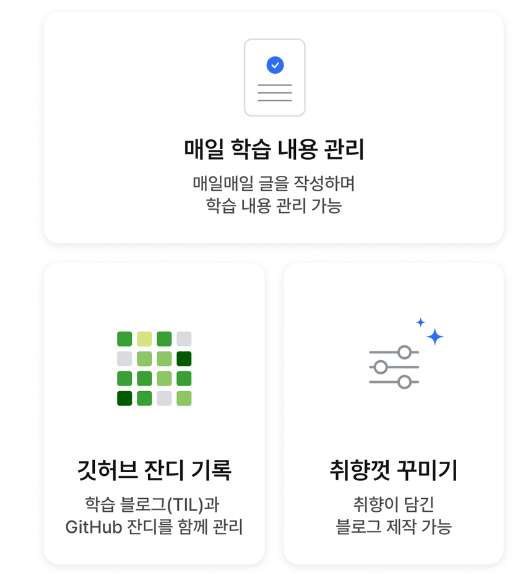 매일 학습 내용 관리
매일매일 글을 작성하며
학습 내용 관리 가능
깃허브 잔디 기록
학습 블로그(TIL)과
GitHub 잔디를 함께 관리
취향껏 꾸미기
취향이 담긴
블로그 제작 가능